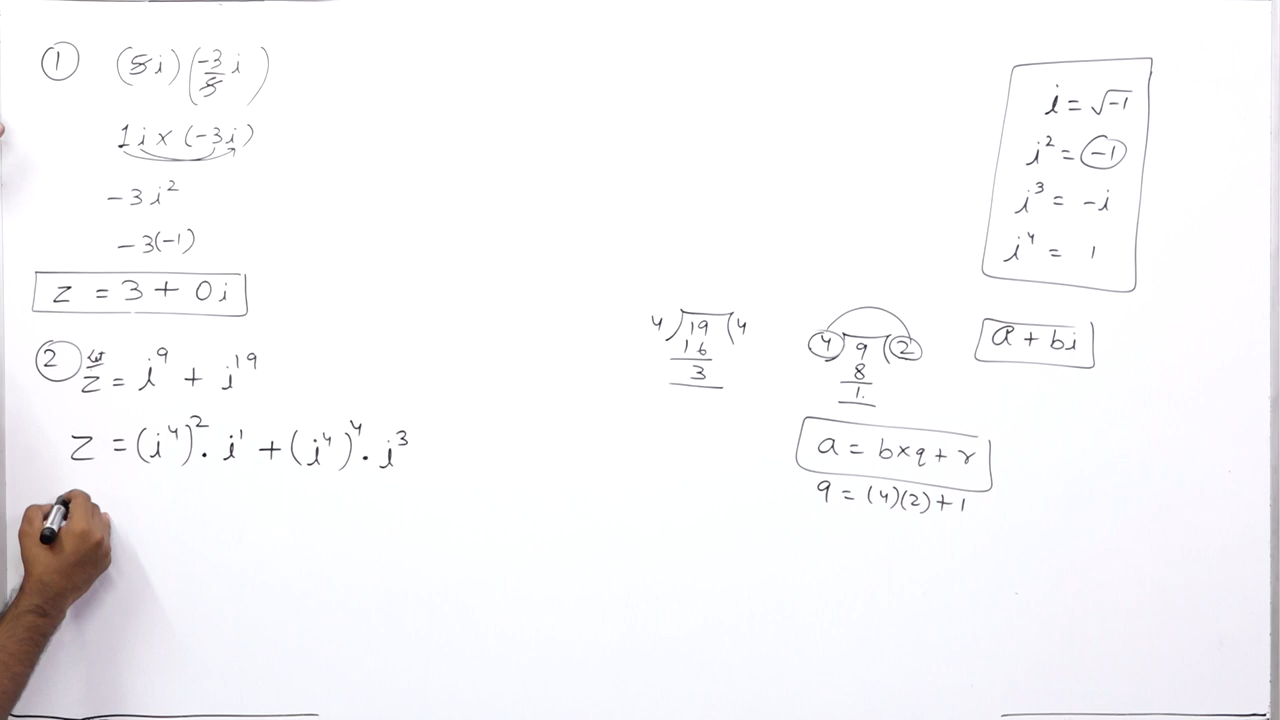 ① (5i) (-3/5 i)
1i × (-3i)
-3i²
-3(-1)
z = 3 + 0i
② Let
z = i⁹ + i¹⁹
z = (i⁴)² · i¹ + (i⁴)⁴ · i³
4 ) 19 ( 4
16
3
4 ) 9 ( 2
8
1.
a = b×q + r
9 = (4)(2) + 1
i = √-1
i² = -1
i³ = -i
i⁴ = 1
a + bi